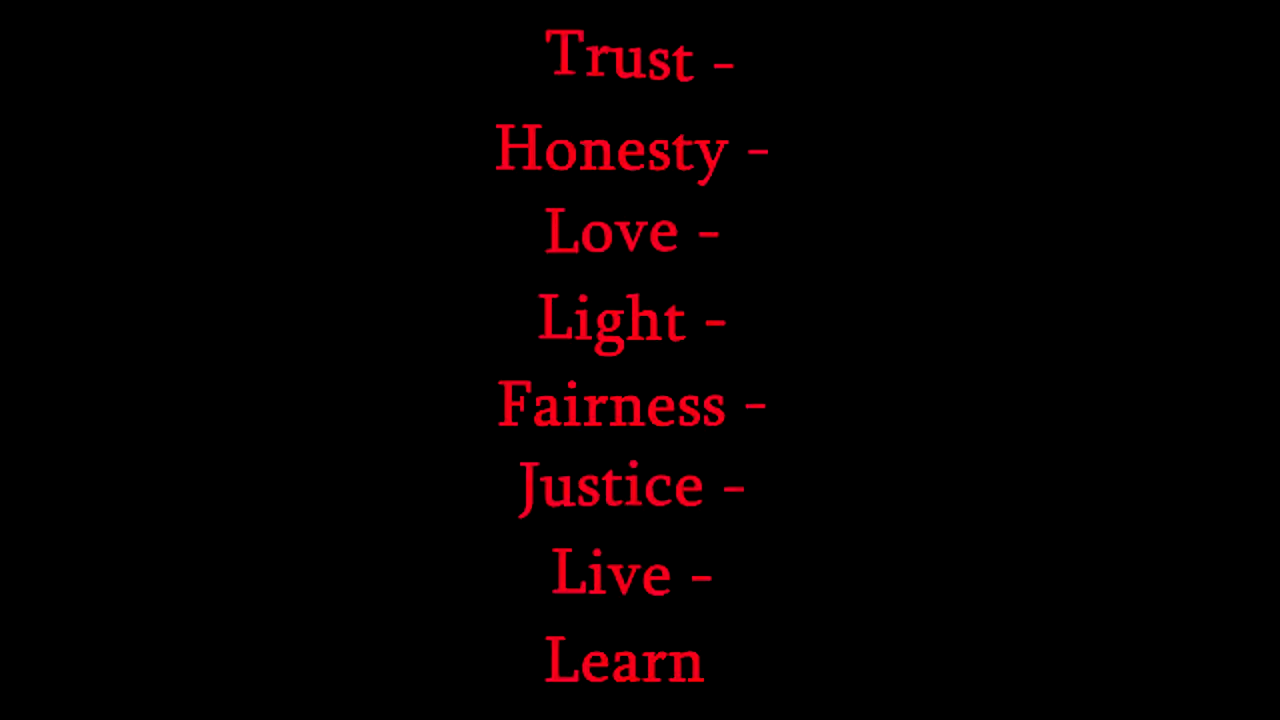 Trust -
Honesty -
Love -
Light -
Fairness -
Justice -
Live -
Learn